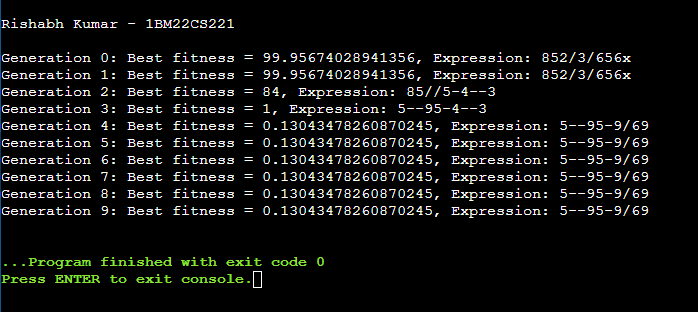 Rishabh Kumar - 1BM22CS221
Generation 0: Best fitness = 99.95674028941356, Expression: 852/3/656x
Generation 1: Best fitness = 99.95674028941356, Expression: 852/3/656x
Generation 2: Best fitness = 84, Expression: 85//5-4--3
Generation 3: Best fitness = 1, Expression: 5--95-4--3
Generation 4: Best fitness = 0.13043478260870245, Expression: 5--95-9/69
Generation 5: Best fitness = 0.13043478260870245, Expression: 5--95-9/69
Generation 6: Best fitness = 0.13043478260870245, Expression: 5--95-9/69
Generation 7: Best fitness = 0.13043478260870245, Expression: 5--95-9/69
Generation 8: Best fitness = 0.13043478260870245, Expression: 5--95-9/69
Generation 9: Best fitness = 0.13043478260870245, Expression: 5--95-9/69
...Program finished with exit code 0
Press ENTER to exit console.